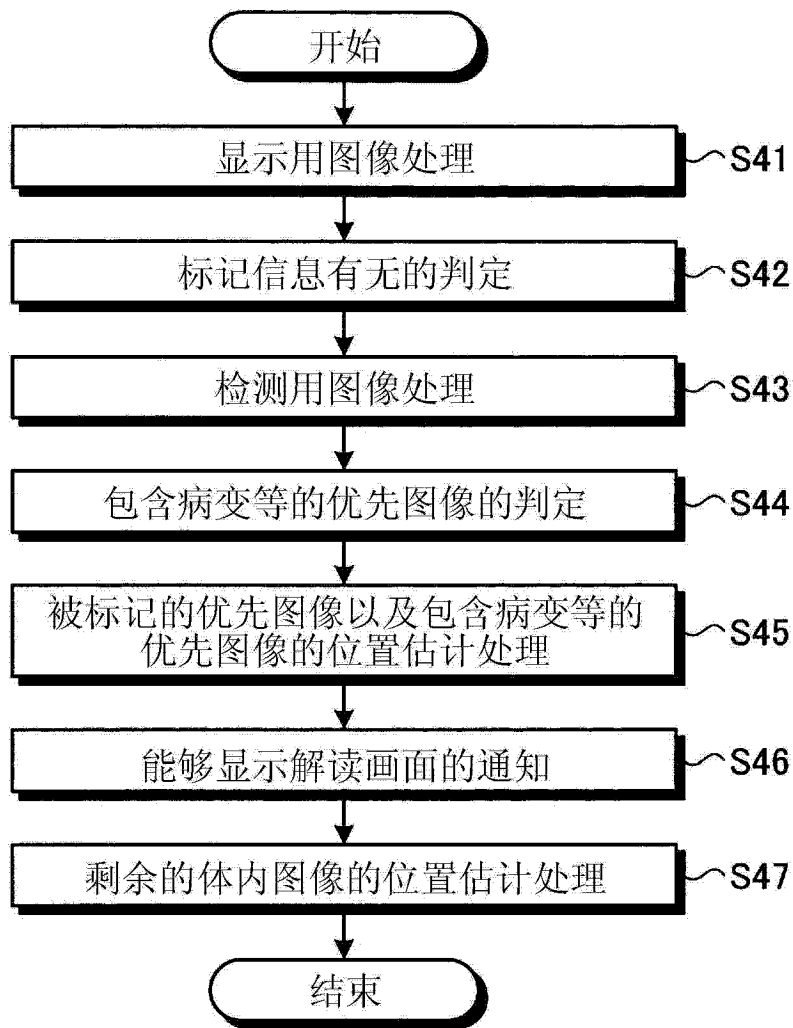 开始
显示用图像处理
S41
标记信息有无的判定
S42
检测用图像处理
S43
包含病变等的优先图像的判定
S44
被标记的优先图像以及包含病变等的
优先图像的位置估计处理
S45
能够显示解读画面的通知
S46
剩余的体内图像的位置估计处理
S47
结束